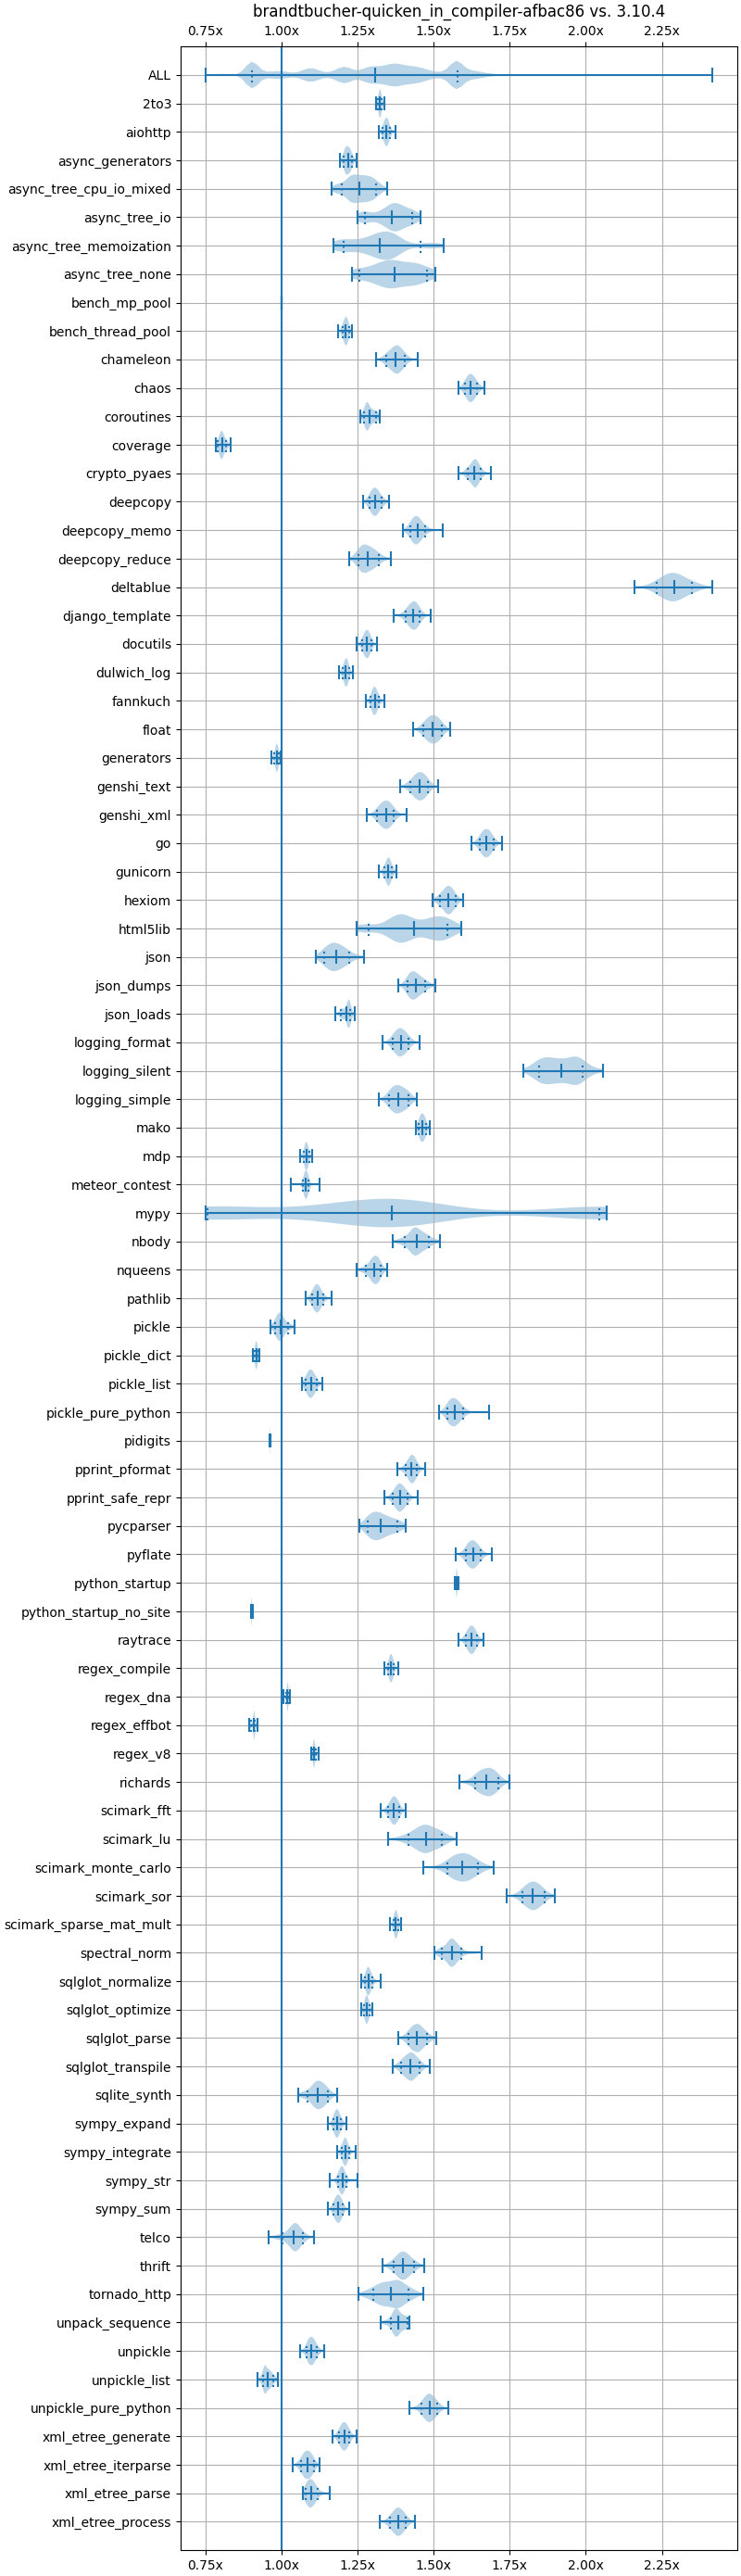 brandtbucher-quicken_in_compiler-afbac86 vs. 3.10.4
0.75x 1.00x 1.25x 1.50x 1.75x 2.00x 2.25x
ALL
2to3
aiohttp
async_generators
async_tree_cpu_io_mixed
async_tree_io
async_tree_memoization
async_tree_none
bench_mp_pool
bench_thread_pool
chameleon
chaos
coroutines
coverage
crypto_pyaes
deepcopy
deepcopy_memo
deepcopy_reduce
deltablue
django_template
docutils
dulwich_log
fannkuch
float
generators
genshi_text
genshi_xml
go
gunicorn
hexiom
html5lib
json
json_dumps
json_loads
logging_format
logging_silent
logging_simple
mako
mdp
meteor_contest
mypy
nbody
nqueens
pathlib
pickle
pickle_dict
pickle_list
pickle_pure_python
pidigits
pprint_pformat
pprint_safe_repr
pycparser
pyflate
python_startup
python_startup_no_site
raytrace
regex_compile
regex_dna
regex_effbot
regex_v8
richards
scimark_fft
scimark_lu
scimark_monte_carlo
scimark_sor
scimark_sparse_mat_mult
spectral_norm
sqlglot_normalize
sqlglot_optimize
sqlglot_parse
sqlglot_transpile
sqlite_synth
sympy_expand
sympy_integrate
sympy_str
sympy_sum
telco
thrift
tornado_http
unpack_sequence
unpickle
unpickle_list
unpickle_pure_python
xml_etree_generate
xml_etree_iterparse
xml_etree_parse
xml_etree_process
0.75x 1.00x 1.25x 1.50x 1.75x 2.00x 2.25x